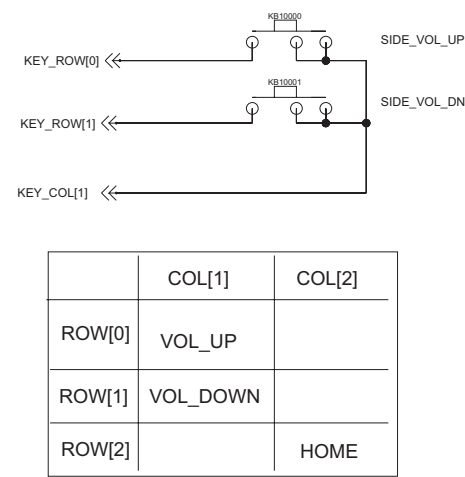 KB10000
SIDE_VOL_UP
KEY_ROW[0]
KB10001
SIDE_VOL_DN
KEY_ROW[1]
KEY_COL[1]
COL[1] COL[2]
ROW[0] VOL_UP
ROW[1] VOL_DOWN
ROW[2] HOME